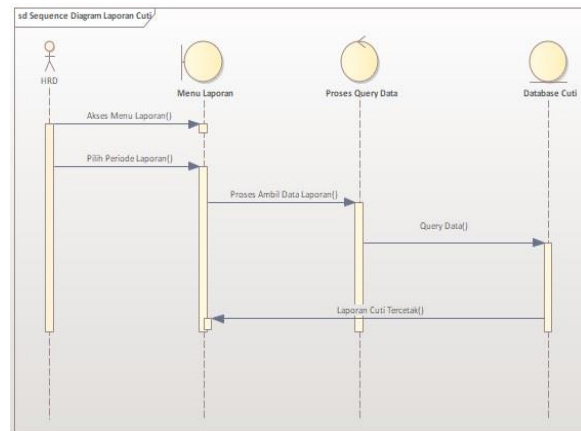 sd Sequence Diagram Laporan Cuti
HRD
Menu Laporan
Proses Query Data
Database Cuti
Akses Menu Laporan()
Pilih Periode Laporan()
Proses Ambil Data Laporan()
Query Data()
Laporan Cuti Tercetak()